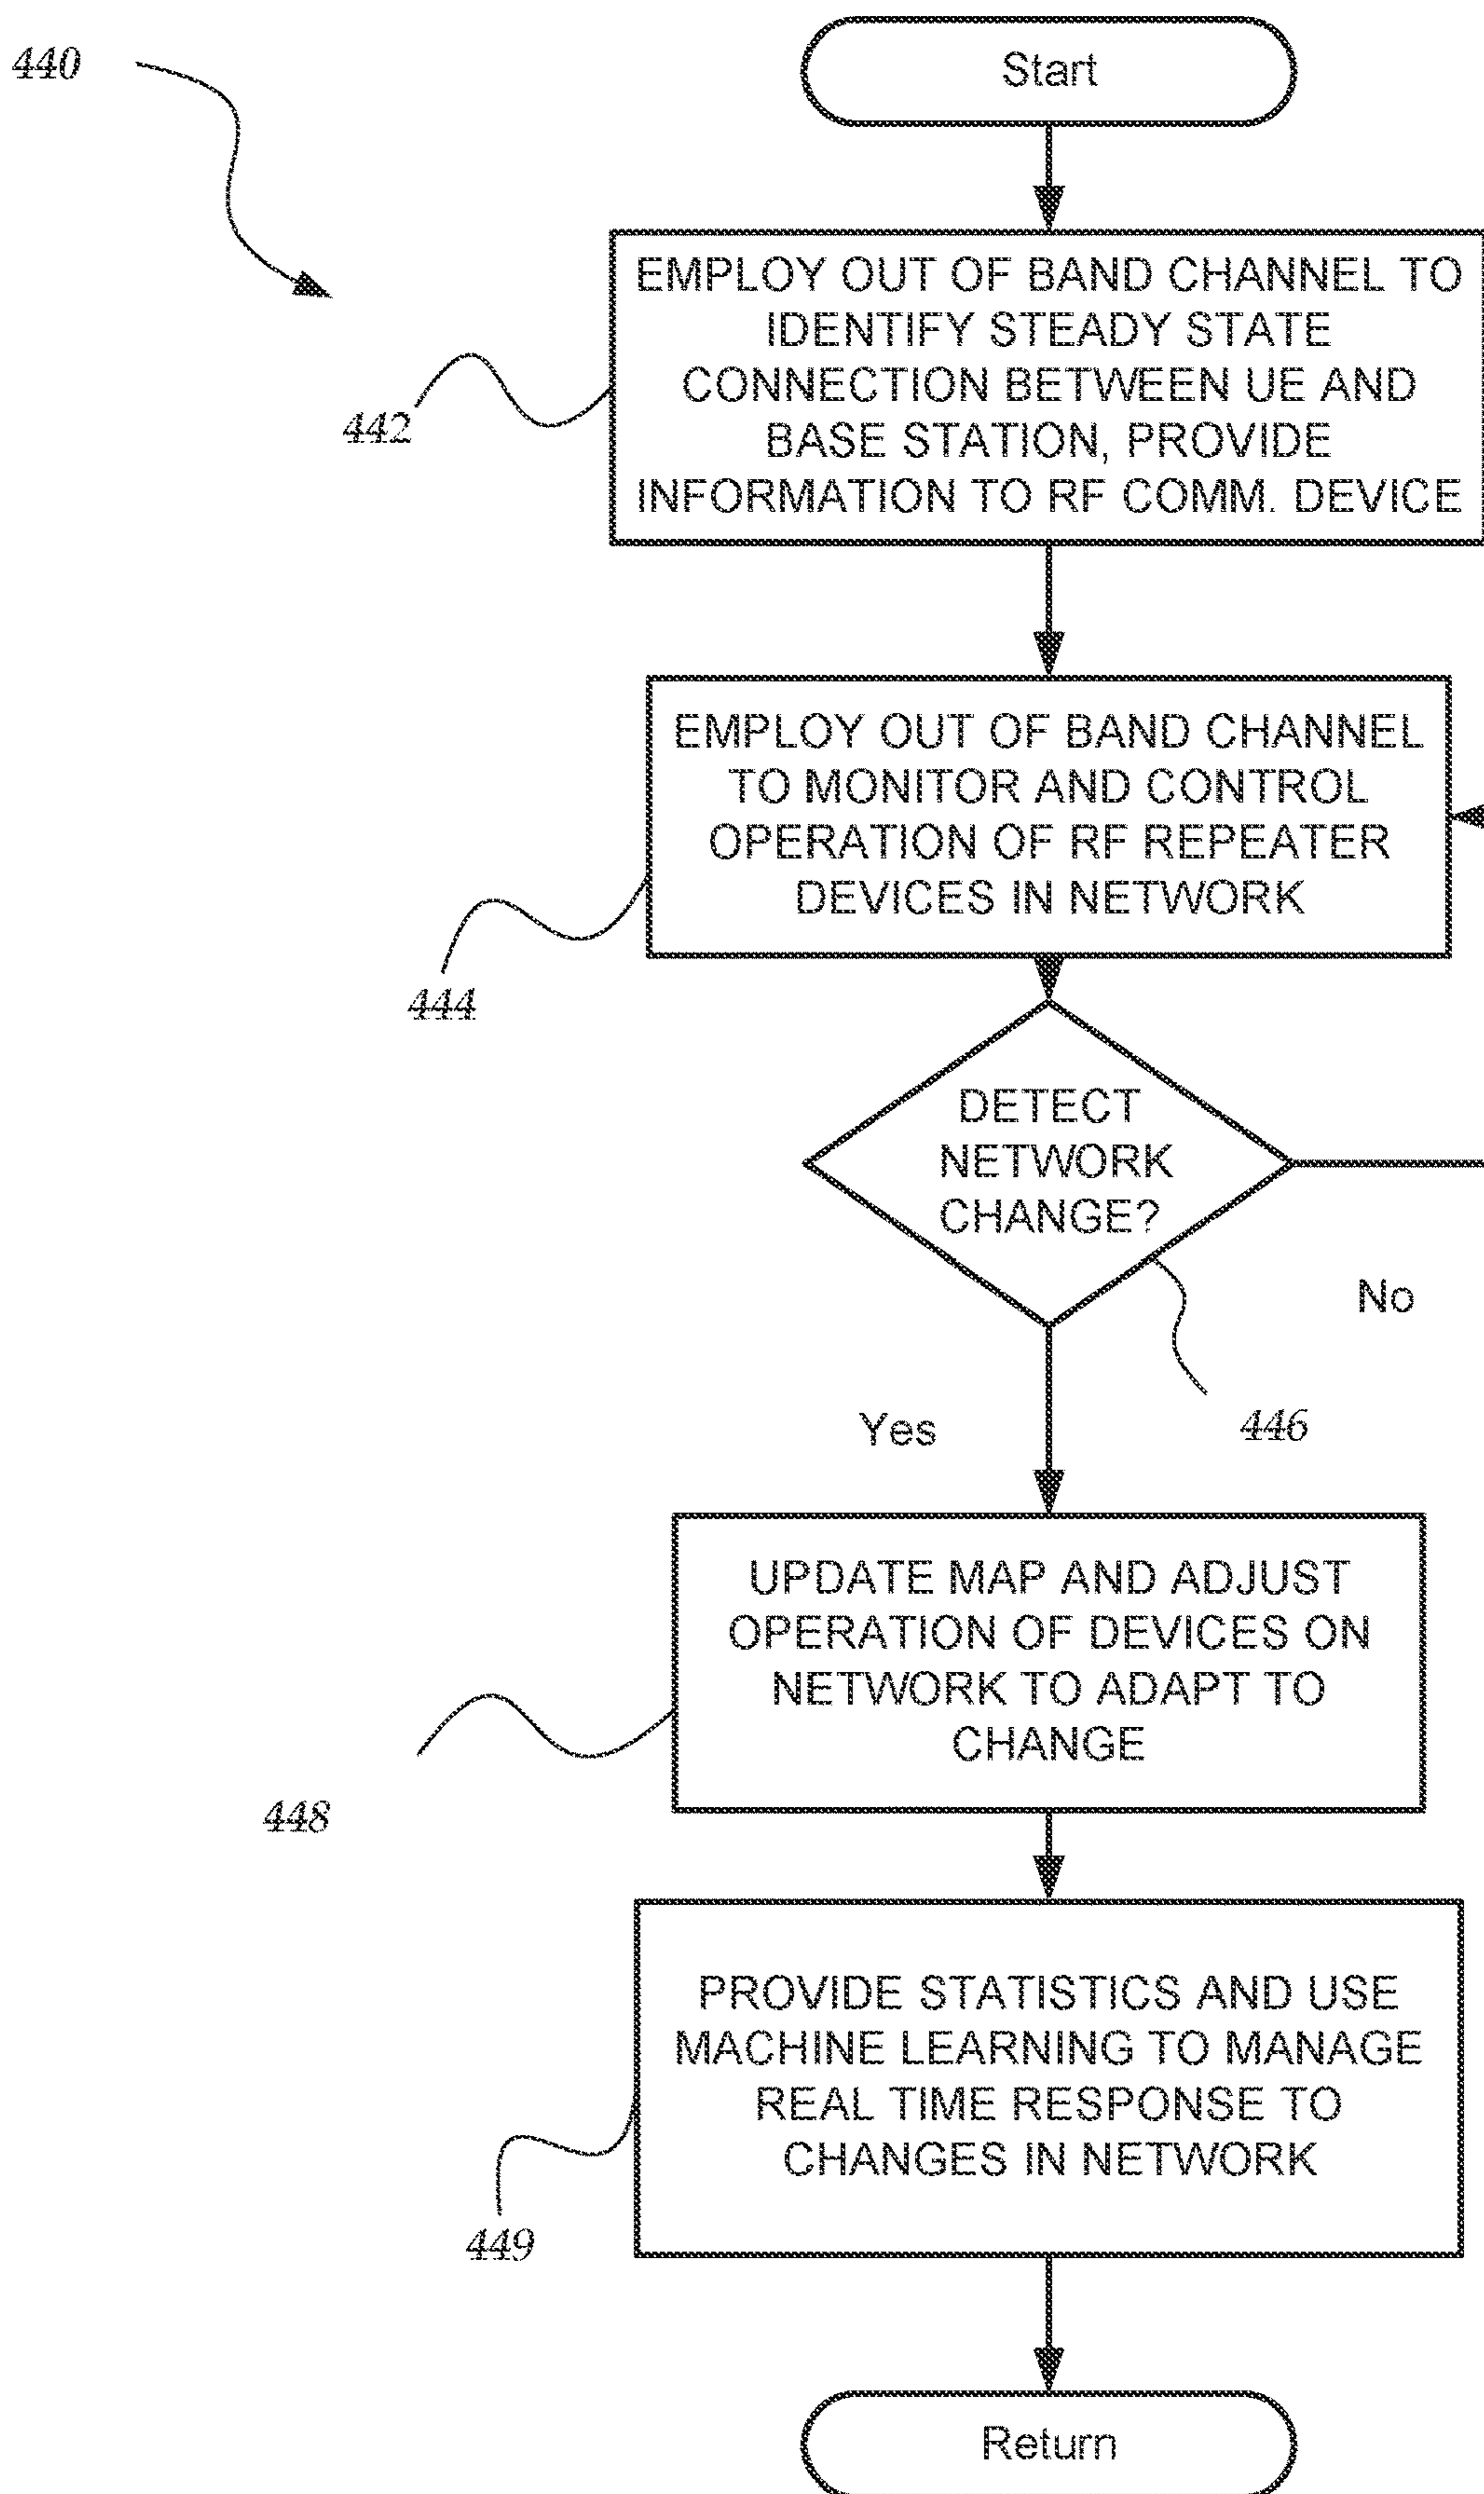 440
Start
EMPLOY OUT OF BAND CHANNEL TO
IDENTIFY STEADY STATE
CONNECTION BETWEEN UE AND
BASE STATION, PROVIDE
INFORMATION TO RF COMM. DEVICE
442
EMPLOY OUT OF BAND CHANNEL
TO MONITOR AND CONTROL
OPERATION OF RF REPEATER
DEVICES IN NETWORK
444
DETECT
NETWORK
CHANGE?
No
446
Yes
UPDATE MAP AND ADJUST
OPERATION OF DEVICES ON
NETWORK TO ADAPT TO
CHANGE
448
PROVIDE STATISTICS AND USE
MACHINE LEARNING TO MANAGE
REAL TIME RESPONSE TO
CHANGES IN NETWORK
449
Return